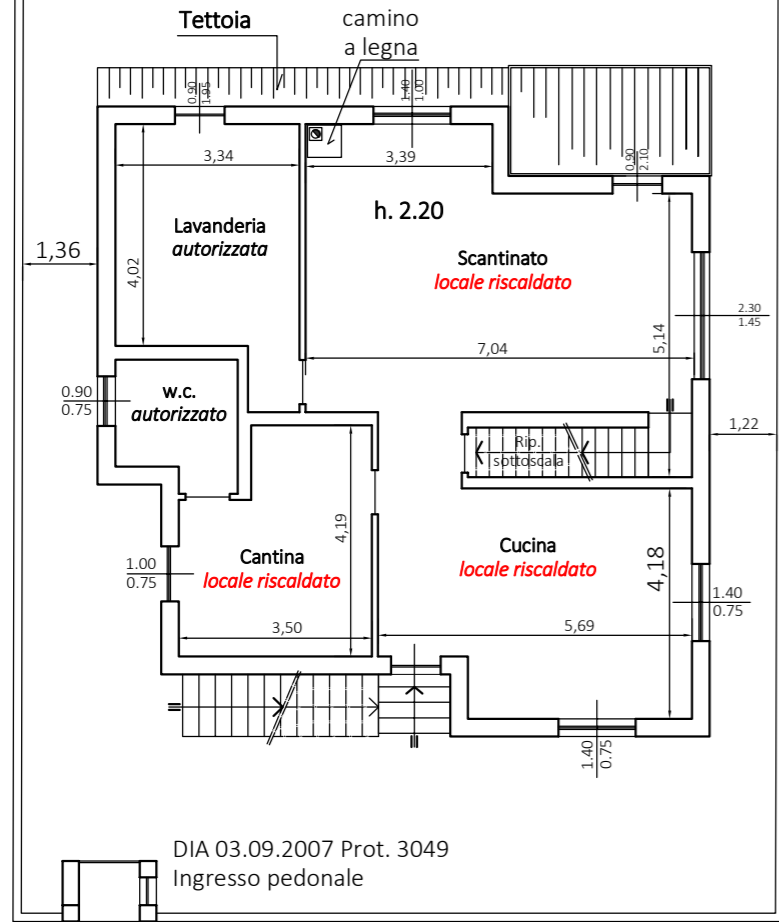 Tettoia
camino
a legna
0.90
1.95
1.40
1.00
0.90
2.10
3,34
3,39
h. 2.20
Lavanderia
autorizzata
Scantinato
locale riscaldato
1,36
4,02
2.30
1.45
5,14
7,04
w.c.
autorizzato
0.90
0.75
1,22
Rip.
sottoscala
4,19
Cantina
locale riscaldato
Cucina
locale riscaldato
4,18
1.00
0.75
1.40
0.75
3,50
5,69
1.40
0.75
DIA 03.09.2007 Prot. 3049
Ingresso pedonale